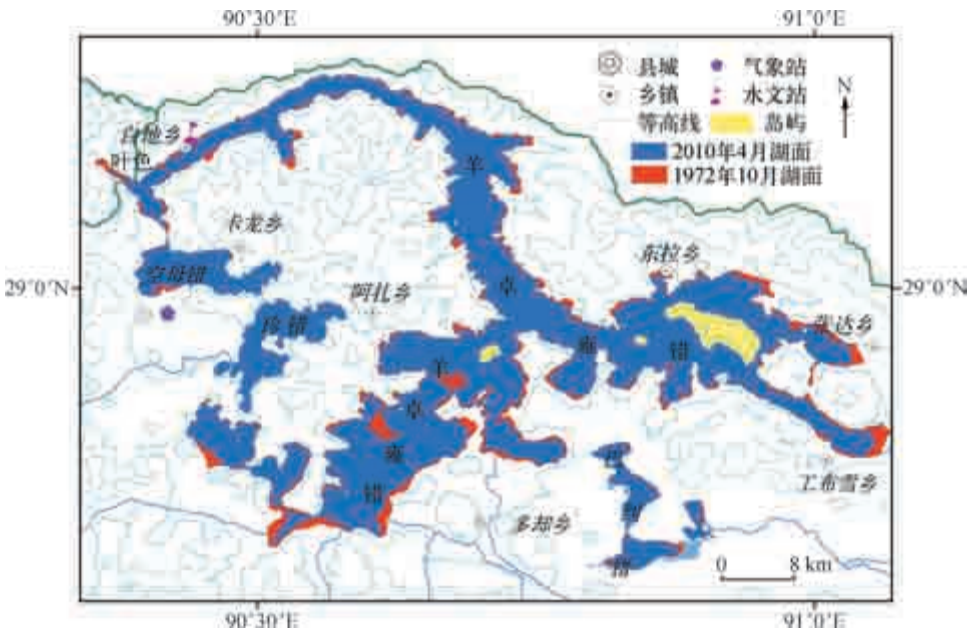 90°30′E
91°0′E
县城
气象站
乡镇
水文站
等高线
岛屿
2010年4月湖面
1972年10月湖面
N
白地乡
叶色
羊
卡龙乡
空母错
29°0′N
29°0′N
东拉乡
阿扎乡
卓
珍错
张达乡
雍
错
羊
卓
雍
错
工布雪乡
多却乡
错
0
8 km
90°30′E
91°0′E